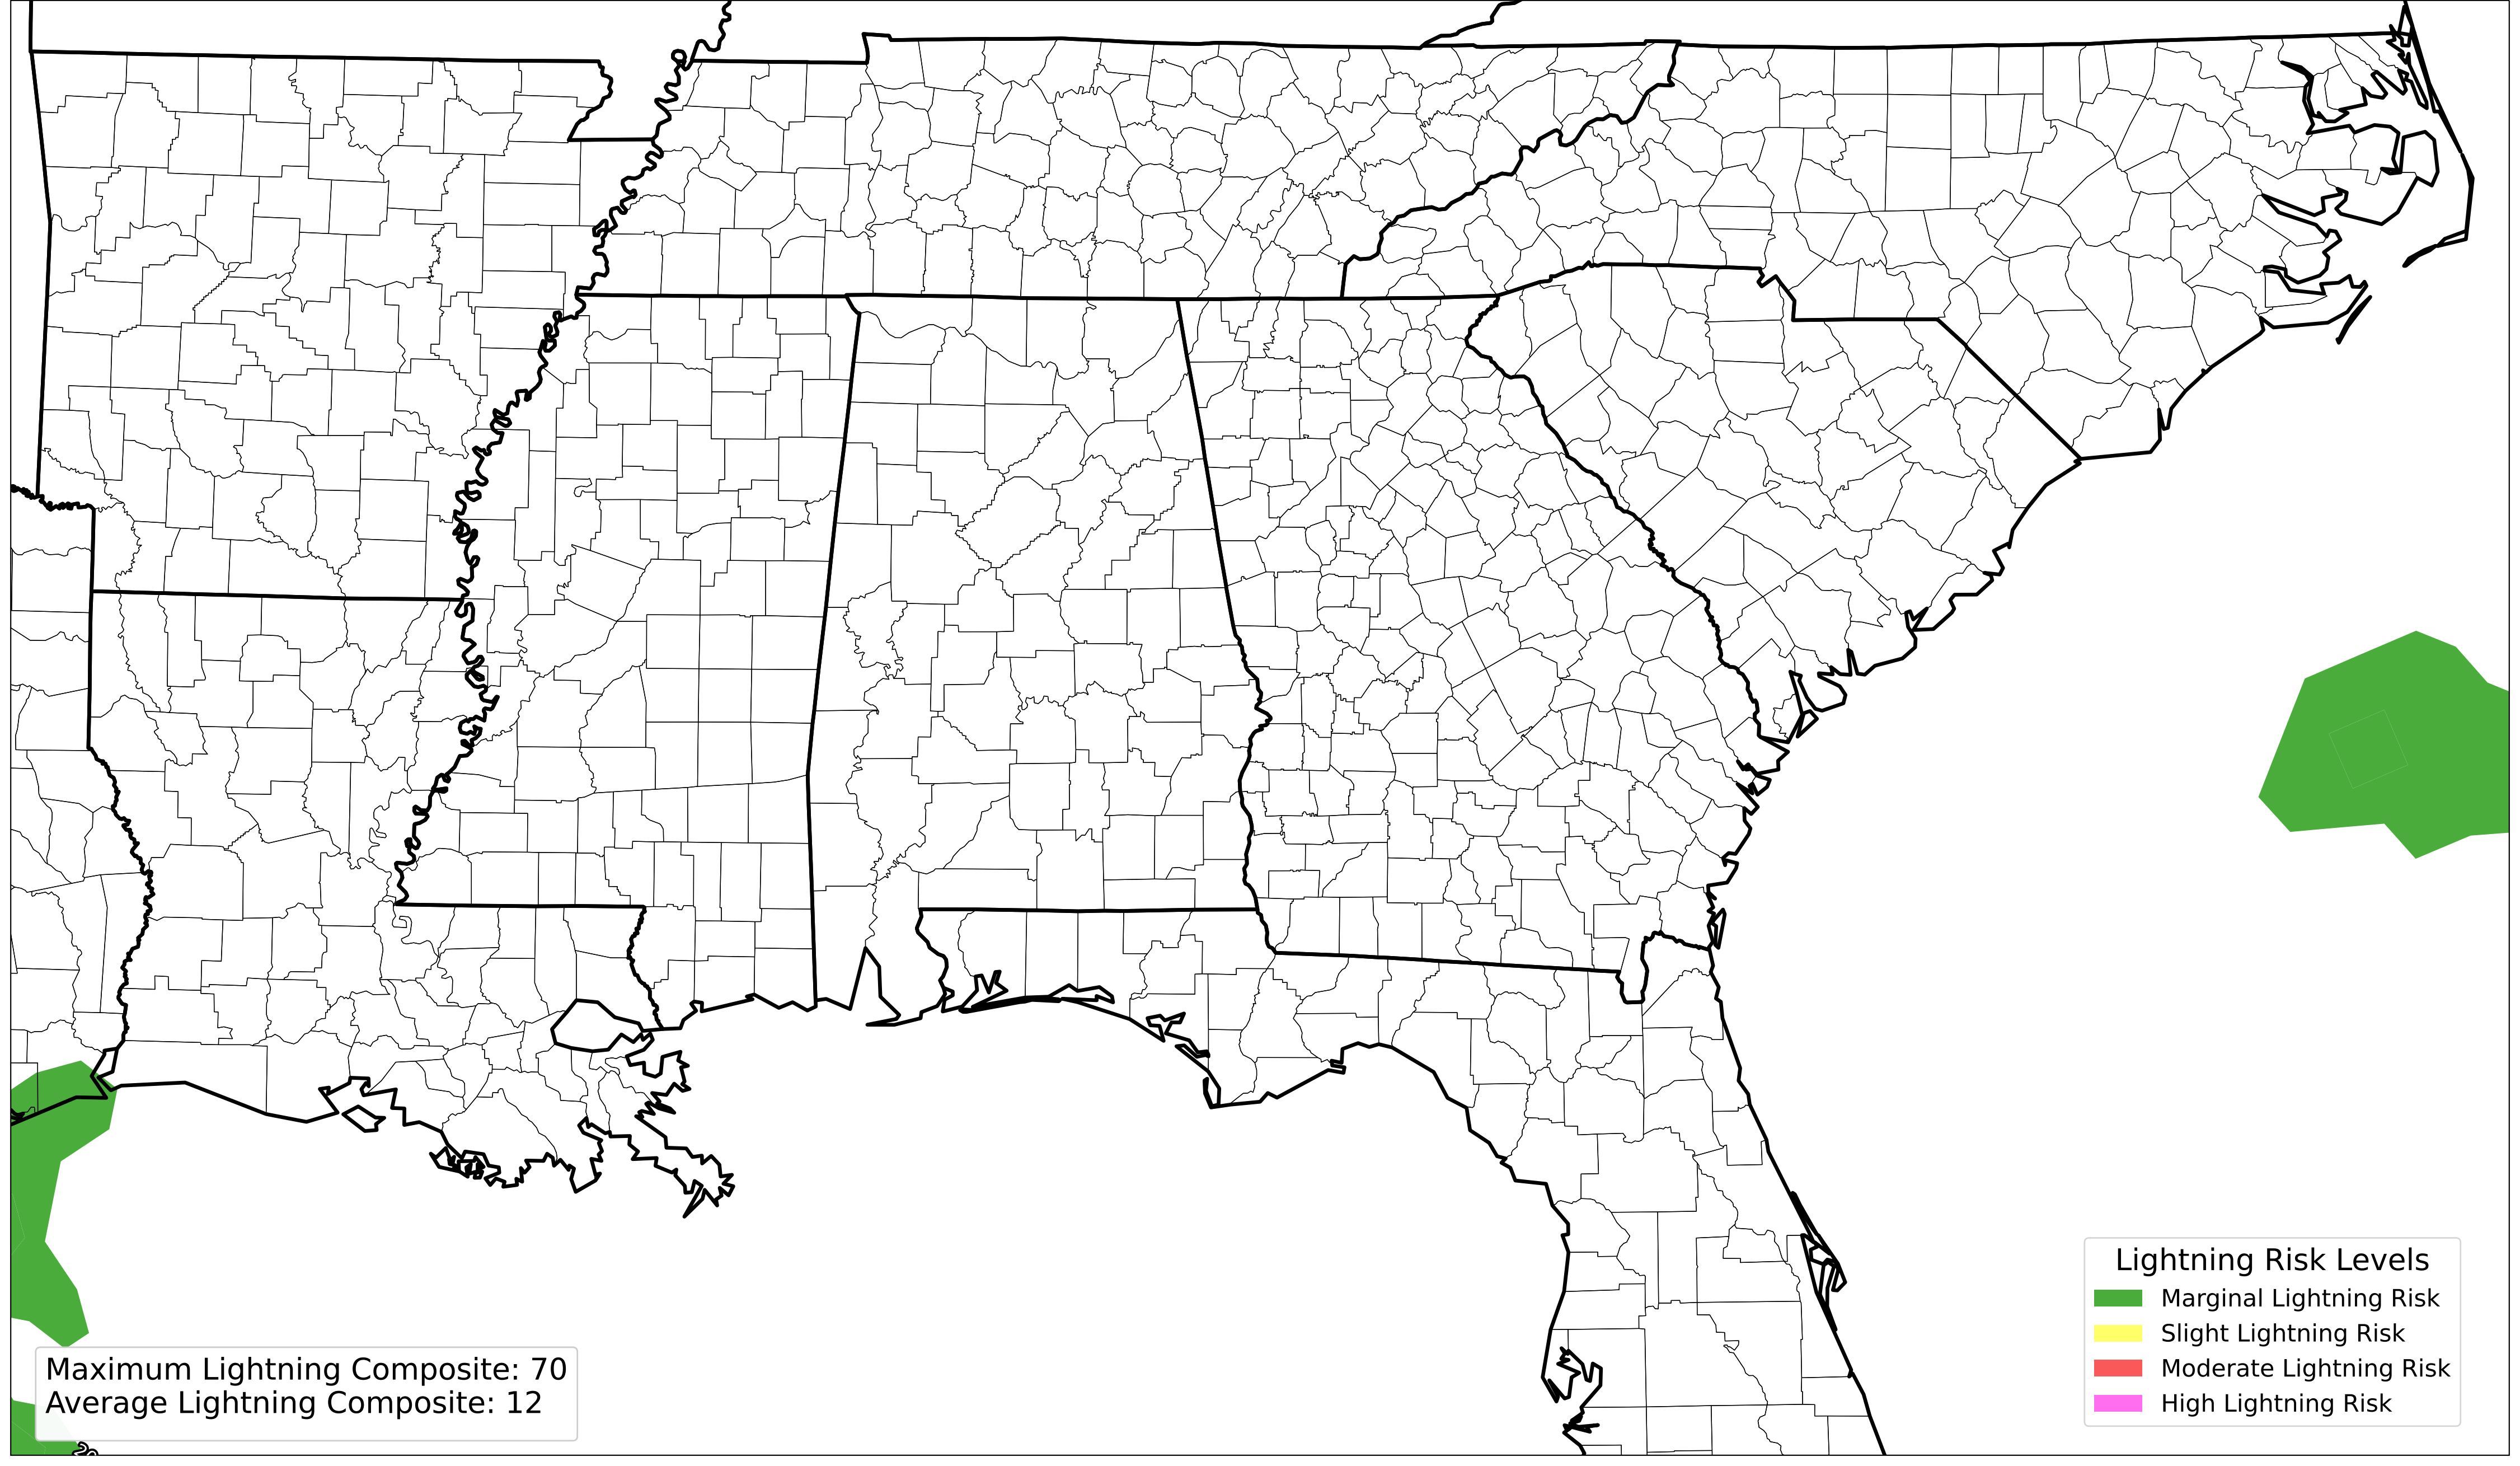 Lightning Risk Levels
Marginal Lightning Risk
Slight Lightning Risk
Moderate Lightning Risk
High Lightning Risk
Maximum Lightning Composite: 70
Average Lightning Composite: 12